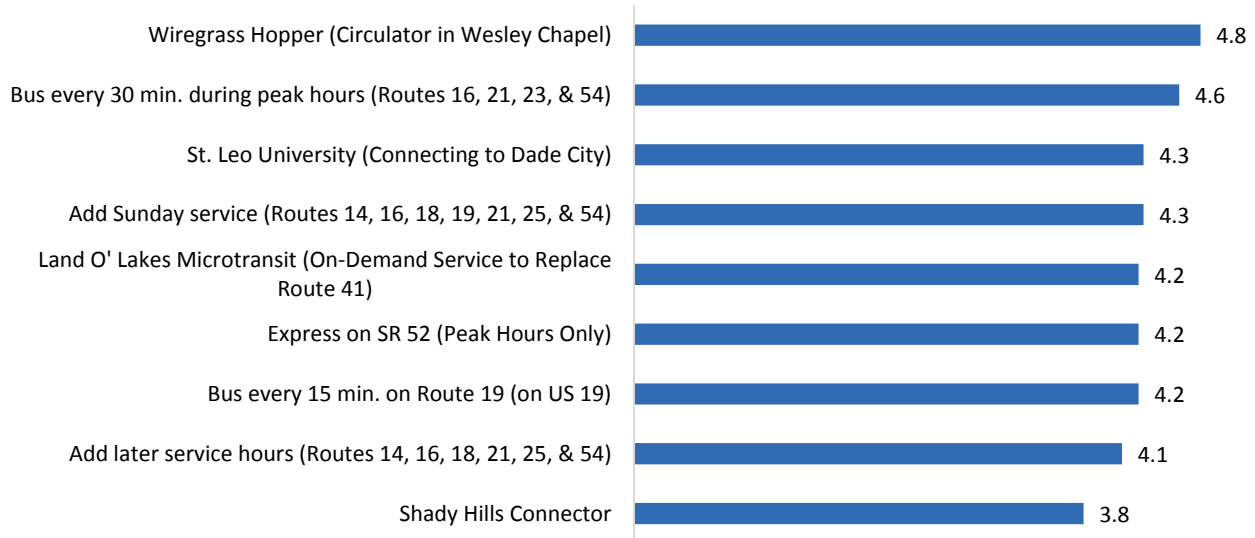 Wiregrass Hopper (Circulator in Wesley Chapel) 4.8
Bus every 30 min. during peak hours (Routes 16, 21, 23, & 54) 4.6
St. Leo University (Connecting to Dade City) 4.3
Add Sunday service (Routes 14, 16, 18, 19, 21, 25, & 54) 4.3
Land O' Lakes Microtransit (On-Demand Service to Replace
Route 41) 4.2
Express on SR 52 (Peak Hours Only) 4.2
Bus every 15 min. on Route 19 (on US 19) 4.2
Add later service hours (Routes 14, 16, 18, 21, 25, & 54) 4.1
Shady Hills Connector 3.8